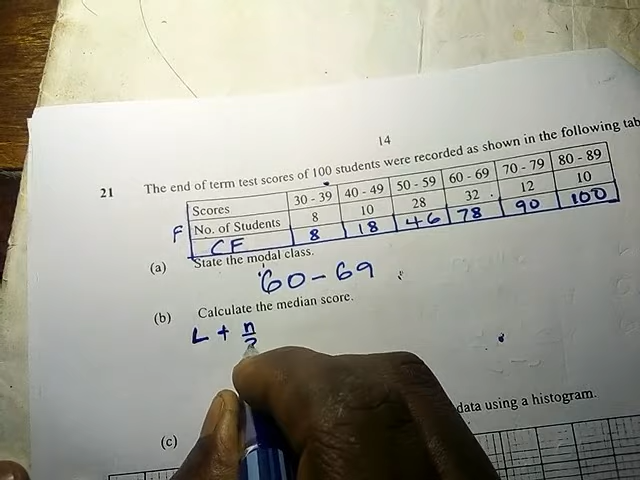 14
21 The end of term test scores of 100 students were recorded as shown in the following tab
Scores 30 - 39 40 - 49 50 - 59 60 - 69 70 - 79 80 - 89
F No. of Students 8 10 28 32 12 10
CF 8 18 46 78 90 100
(a) State the modal class.
60 - 69
(b) Calculate the median score.
L + n/2
(c) data using a histogram.